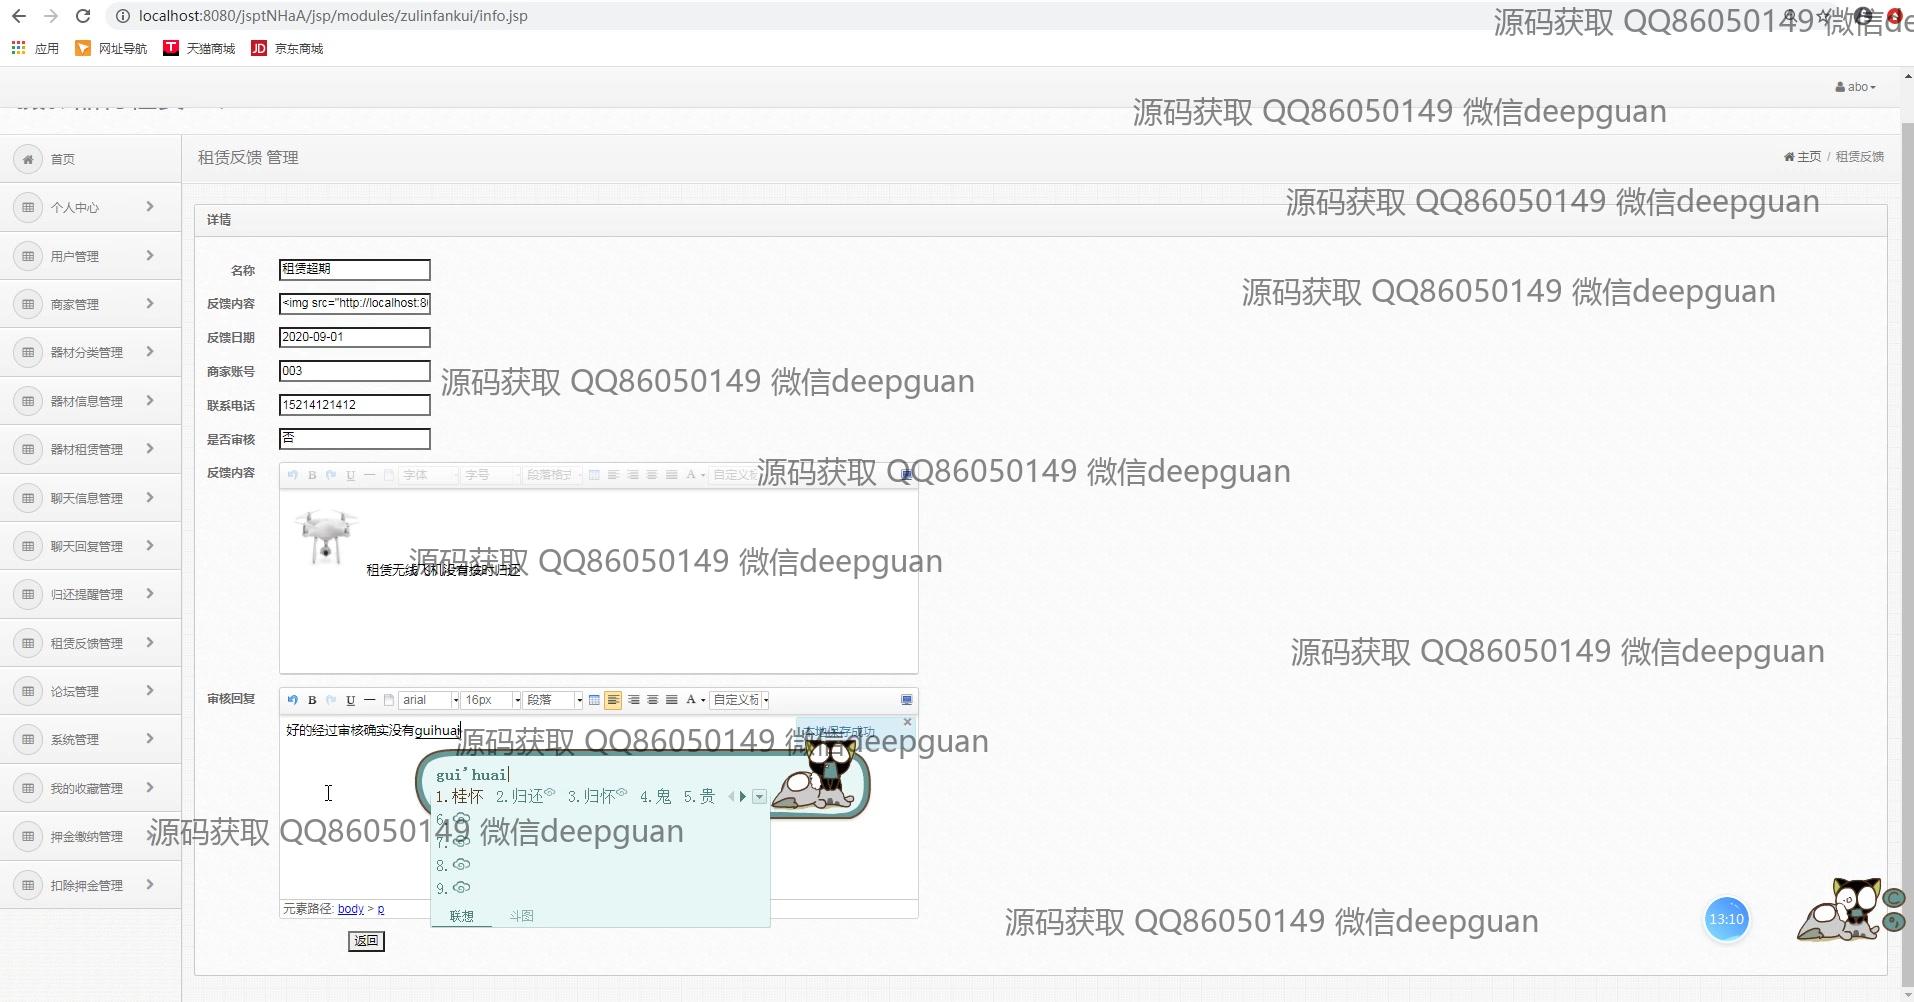 localhost:8080/jsptNHaA/jsp/modules/zulinfankui/info.jsp
源码获取 QQ86050149 微信de
应用 网址导航 天猫商城 京东商城
abo
源码获取 QQ86050149 微信deepguan
首页
租赁反馈 管理
主页 / 租赁反馈
个人中心
源码获取 QQ86050149 微信deepguan
详情
用户管理
名称 租赁超期
源码获取 QQ86050149 微信deepguan
商家管理
反馈内容 <img src="http://localhost:8
反馈日期 2020-09-01
器材分类管理
商家账号 003
源码获取 QQ86050149 微信deepguan
器材信息管理
联系电话 15214121412
是否审核 否
器材租赁管理
反馈内容 B U 字体 字号 段落格式 A 自定义标
源码获取 QQ86050149 微信deepguan
聊天信息管理
聊天回复管理
源码获取 QQ86050149 微信deepguan
租赁无线飞机没有按时归还
归还提醒管理
租赁反馈管理
源码获取 QQ86050149 微信deepguan
论坛管理
审核回复 B U arial 16px 段落 A 自定义标
好的经过审核确实没有guihuai
本地保存成功
系统管理
源码获取 QQ86050149 微信deepguan
gui'huai
我的收藏管理
1.桂怀 2.归还 3.归怀 4.鬼 5.贵
6.
押金缴纳管理
源码获取 QQ86050149 微信deepguan
7.
8.
扣除押金管理
9.
元素路径: body > p
联想 斗图
源码获取 QQ86050149 微信deepguan
13:10
返回